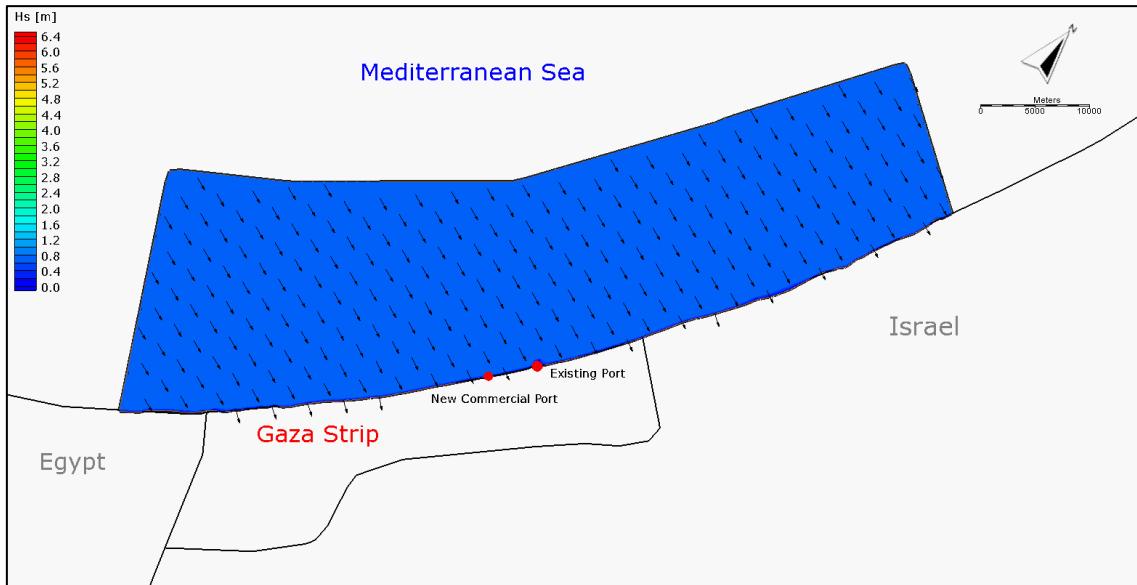 Hs [m]
6.4
6.0
5.6
5.2
4.8
4.4
4.0
3.6
3.2
2.8
2.4
2.0
1.6
1.2
0.8
0.4
0.0
Mediterranean Sea
N
Meters
0 5000 10000
Israel
Existing Port
New Commercial Port
Gaza Strip
Egypt